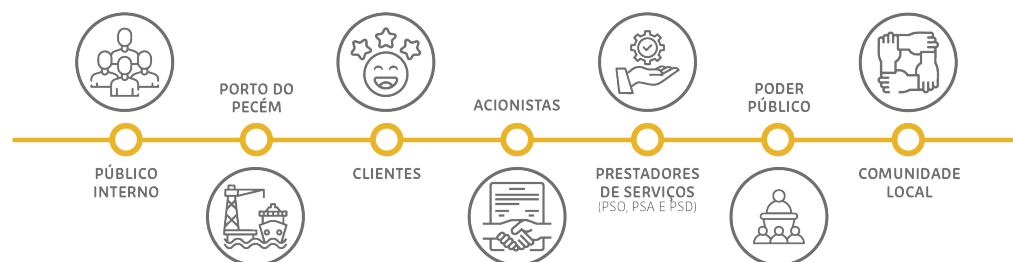 PÚBLICO
INTERNO
PORTO DO
PECÉM
CLIENTES
ACIONISTAS
PRESTADORES
DE SERVIÇOS
(PSO, PSA E PSD)
PODER
PÚBLICO
COMUNIDADE
LOCAL